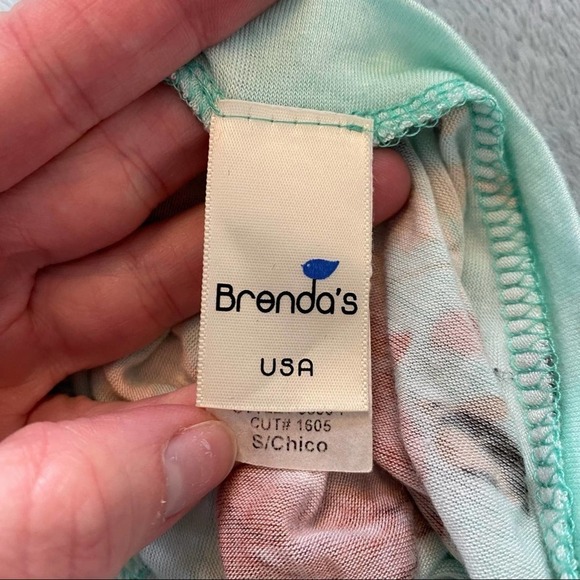 Brenda's
USA
CUT# 1605
S/Chico